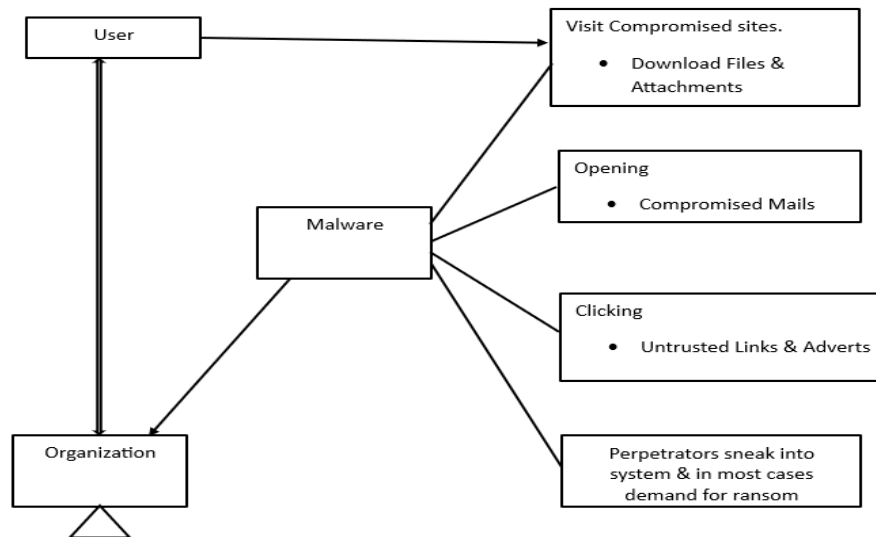 User
Visit Compromised sites.
• Download Files &
Attachments
Opening
• Compromised Mails
Malware
Clicking
• Untrusted Links & Adverts
Organization
Perpetrators sneak into
system & in most cases
demand for ransom